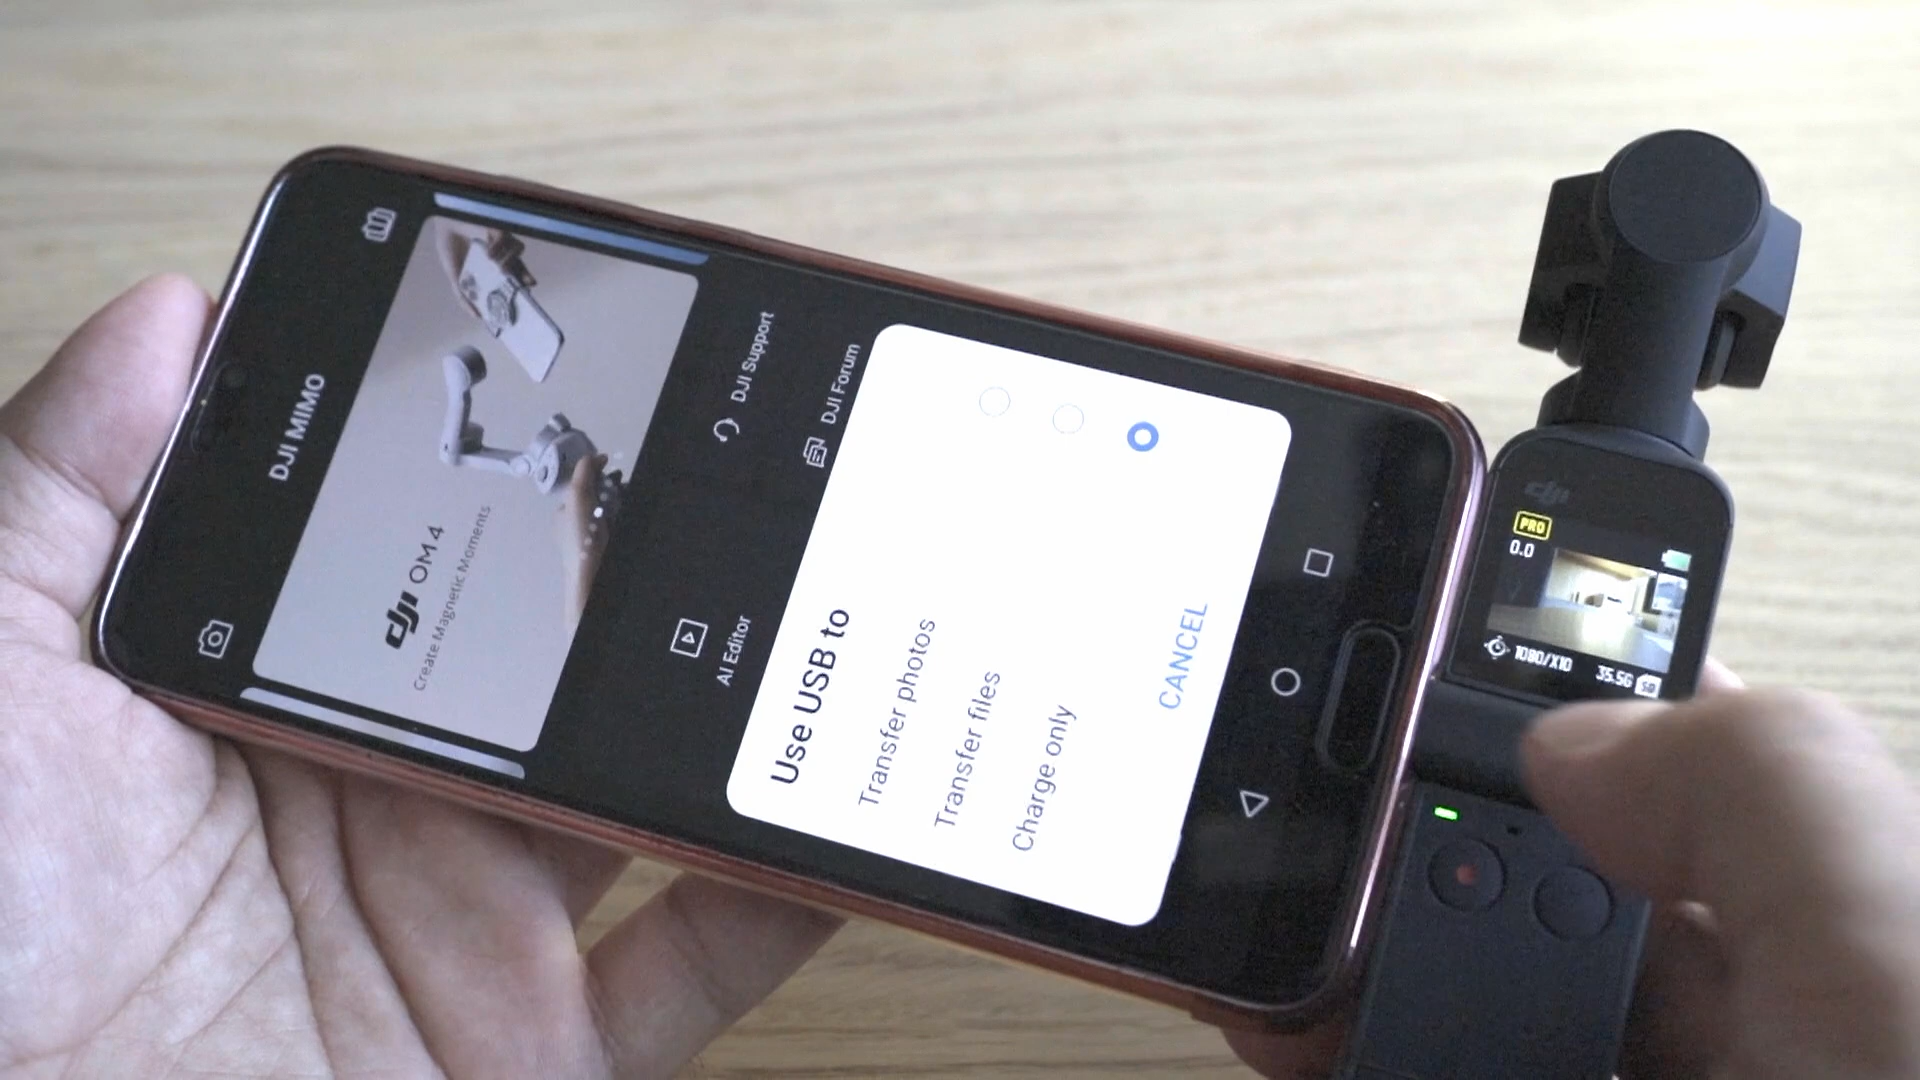 DJI MIMO
dji OM 4
Create Magnetic Moments
AI Editor
DJI Support
DJI Forum
Use USB to
Transfer photos
Transfer files
Charge only
CANCEL
dji
PRO
0.0
1080/X10
35.5G
SD